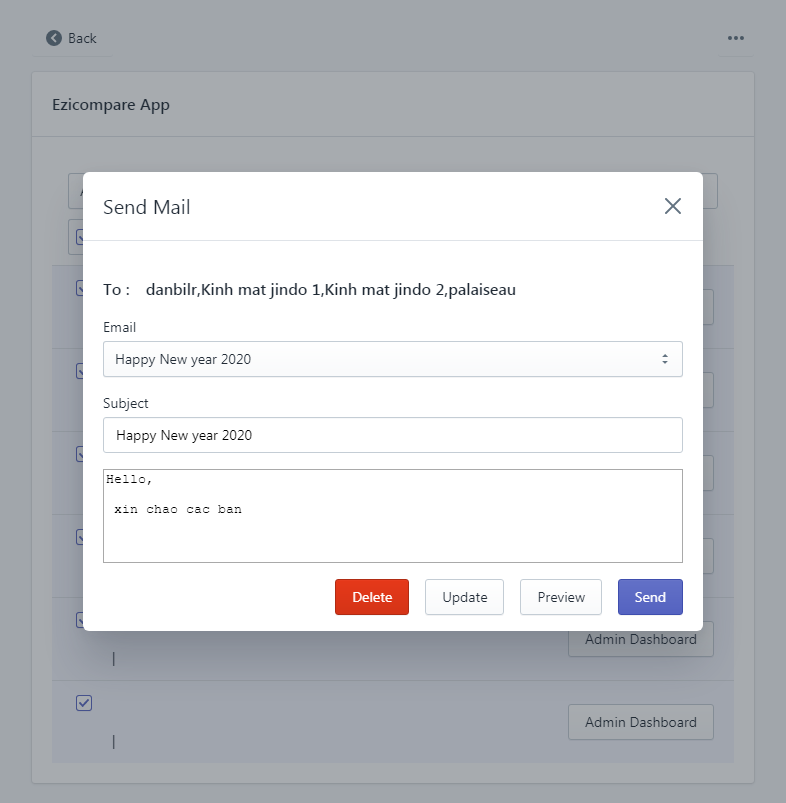 Back
Ezicompare App
Send Mail
To : danbilr,Kinh mat jindo 1,Kinh mat jindo 2,palaiseau
Email
Happy New year 2020
Subject
Happy New year 2020
Hello,
xin chao cac ban
Delete Update Preview Send
Admin Dashboard
|
Admin Dashboard
|